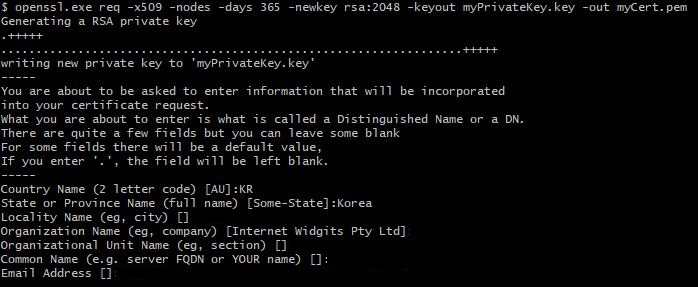 $ openssl.exe req -x509 -nodes -days 365 -newkey rsa:2048 -keyout myPrivateKey.key -out myCert.pem
Generating a RSA private key
.+++++
..................................................................+++++
writing new private key to 'myPrivateKey.key'
-----
You are about to be asked to enter information that will be incorporated
into your certificate request.
What you are about to enter is what is called a Distinguished Name or a DN.
There are quite a few fields but you can leave some blank
For some fields there will be a default value,
If you enter '.', the field will be left blank.
-----
Country Name (2 letter code) [AU]:KR
State or Province Name (full name) [Some-State]:Korea
Locality Name (eg, city) []
Organization Name (eg, company) [Internet Widgits Pty Ltd]
Organizational Unit Name (eg, section) []
Common Name (e.g. server FQDN or YOUR name) []:
Email Address []